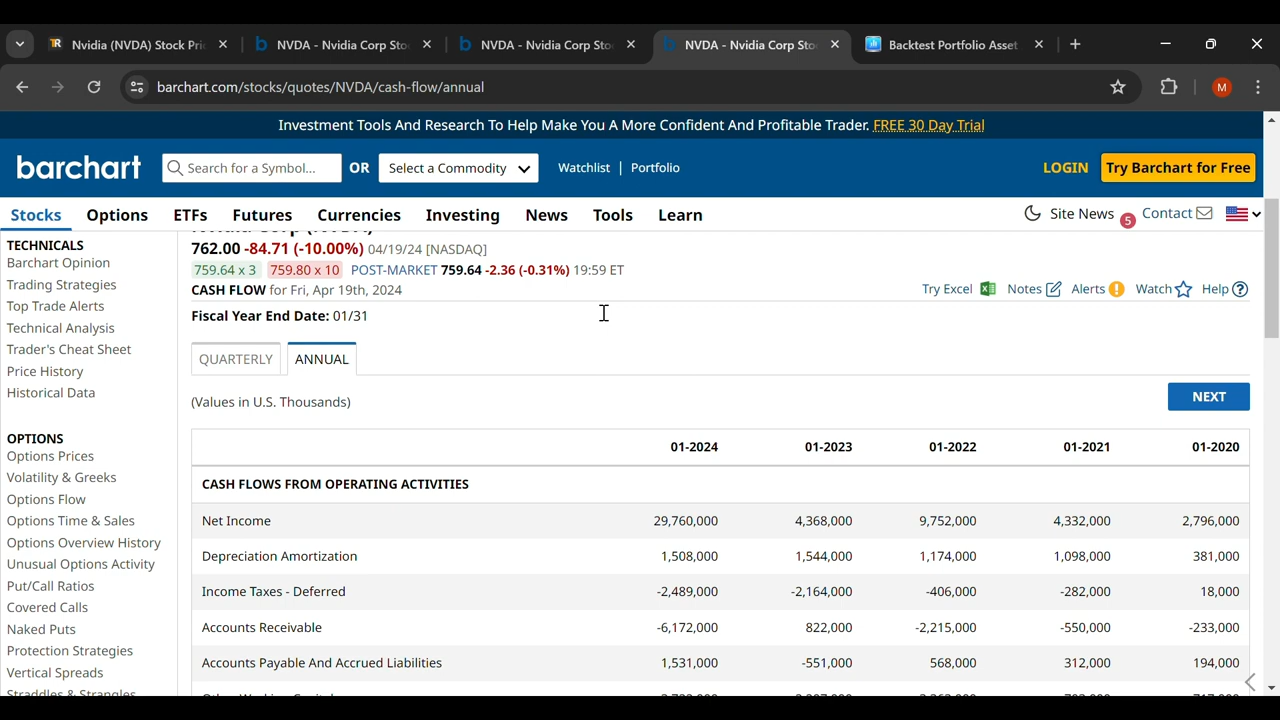 Nvidia (NVDA) Stock Pri
NVDA - Nvidia Corp Sto
NVDA - Nvidia Corp Sto
NVDA - Nvidia Corp Sto
Backtest Portfolio Asset
M
barchart.com/stocks/quotes/NVDA/cash-flow/annual
Investment Tools And Research To Help Make You A More Confident And Profitable Trader. FREE 30 Day Trial
barchart
Search for a Symbol...
OR
Select a Commodity
Watchlist | Portfolio
LOGIN
Try Barchart for Free
Stocks Options ETFs Futures Currencies Investing News Tools Learn
Site News 5 Contact
TECHNICALS
Barchart Opinion
Trading Strategies
Top Trade Alerts
Technical Analysis
Trader's Cheat Sheet
Price History
Historical Data
OPTIONS
Options Prices
Volatility & Greeks
Options Flow
Options Time & Sales
Options Overview History
Unusual Options Activity
Put/Call Ratios
Covered Calls
Naked Puts
Protection Strategies
Vertical Spreads
Straddles & Strangles
762.00 -84.71 (-10.00%) 04/19/24 [NASDAQ]
759.64 x 3 759.80 x 10 POST-MARKET 759.64 -2.36 (-0.31%) 19:59 ET
CASH FLOW for Fri, Apr 19th, 2024
Try Excel Notes Alerts Watch Help
Fiscal Year End Date: 01/31
QUARTERLY ANNUAL
(Values in U.S. Thousands)
NEXT
01-2024 01-2023 01-2022 01-2021 01-2020
CASH FLOWS FROM OPERATING ACTIVITIES
Net Income 29,760,000 4,368,000 9,752,000 4,332,000 2,796,000
Depreciation Amortization 1,508,000 1,544,000 1,174,000 1,098,000 381,000
Income Taxes - Deferred -2,489,000 -2,164,000 -406,000 -282,000 18,000
Accounts Receivable -6,172,000 822,000 -2,215,000 -550,000 -233,000
Accounts Payable And Accrued Liabilities 1,531,000 -551,000 568,000 312,000 194,000